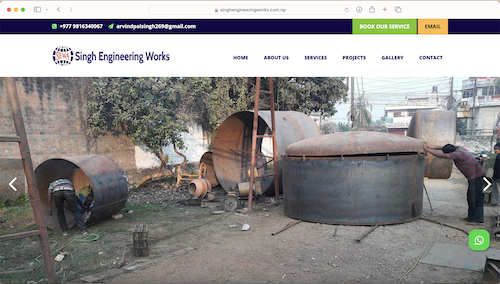 singhengineeringworks.com.np
+977 9816340067 arvindpalsingh269@gmail.com BOOK OUR SERVICE EMAIL
Singh Engineering Works HOME ABOUT US SERVICES PROJECTS GALLERY CONTACT